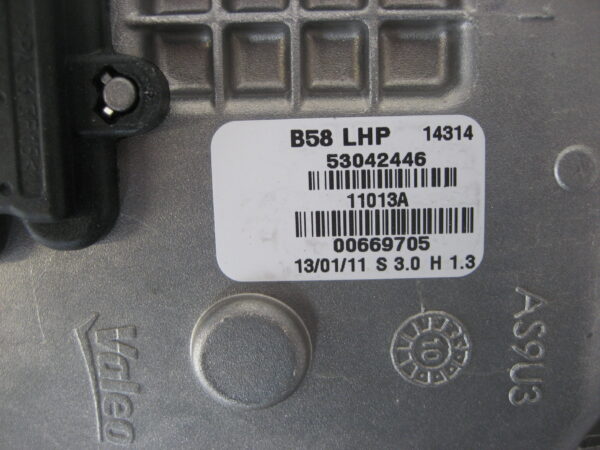 B58 LHP 14314
53042446
11013A
00669705
13/01/11 S 3.0 H 1.3
Valeo
10
AS9U3